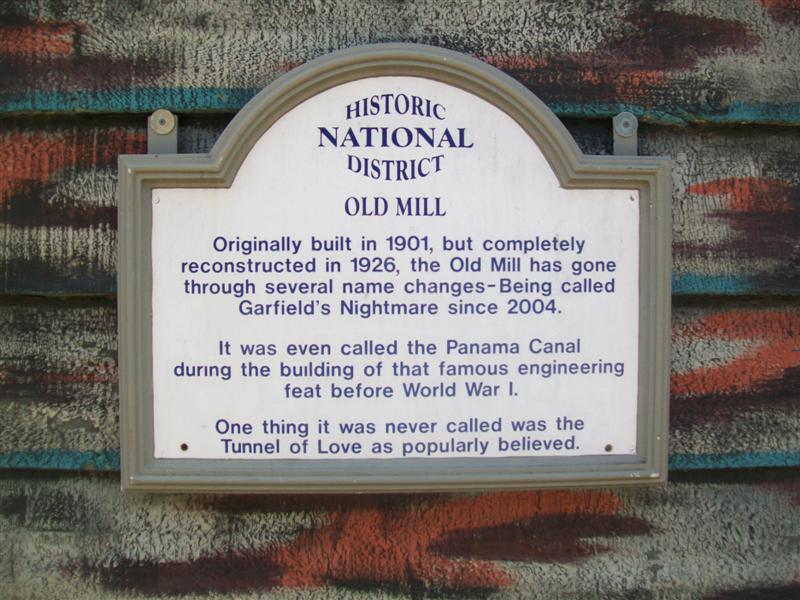 HISTORIC
NATIONAL
DISTRICT
OLD MILL
Originally built in 1901, but completely
reconstructed in 1926, the Old Mill has gone
through several name changes-Being called
Garfield's Nightmare since 2004.
It was even called the Panama Canal
during the building of that famous engineering
feat before World War I.
One thing it was never called was the
Tunnel of Love as popularly believed.